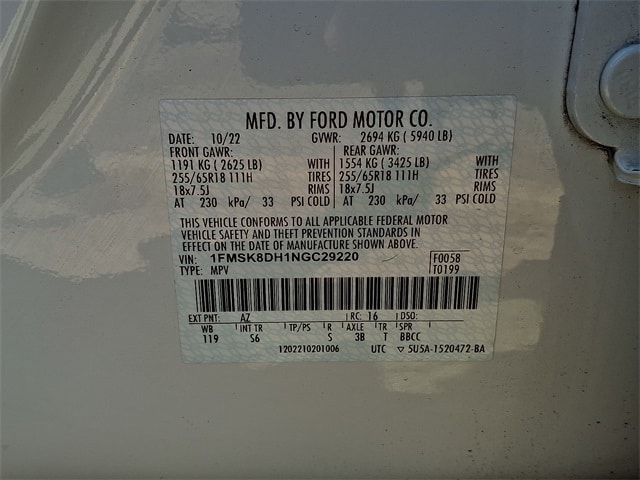 MFD. BY FORD MOTOR CO.
DATE: 10/22 GVWR: 2694 KG ( 5940 LB)
FRONT GAWR: REAR GAWR:
1191 KG ( 2625 LB) WITH 1554 KG ( 3425 LB) WITH
255/65R18 111H TIRES 255/65R18 111H TIRES
18x7.5J RIMS 18x7.5J RIMS
AT 230 kPa/ 33 PSI COLD AT 230 kPa/ 33 PSI COLD
THIS VEHICLE CONFORMS TO ALL APPLICABLE FEDERAL MOTOR
VEHICLE SAFETY AND THEFT PREVENTION STANDARDS IN
EFFECT ON THE DATE OF MANUFACTURE SHOWN ABOVE.
VIN: 1FMSK8DH1NGC29220 F0058
TYPE: MPV T0199
EXT PNT: AZ RC: 16 DSO:
WB INT TR TP/PS R AXLE TR SPR
119 S6 S 3B T BBCC
1202210201006 UTC ▽ 5U5A-1520472-BA